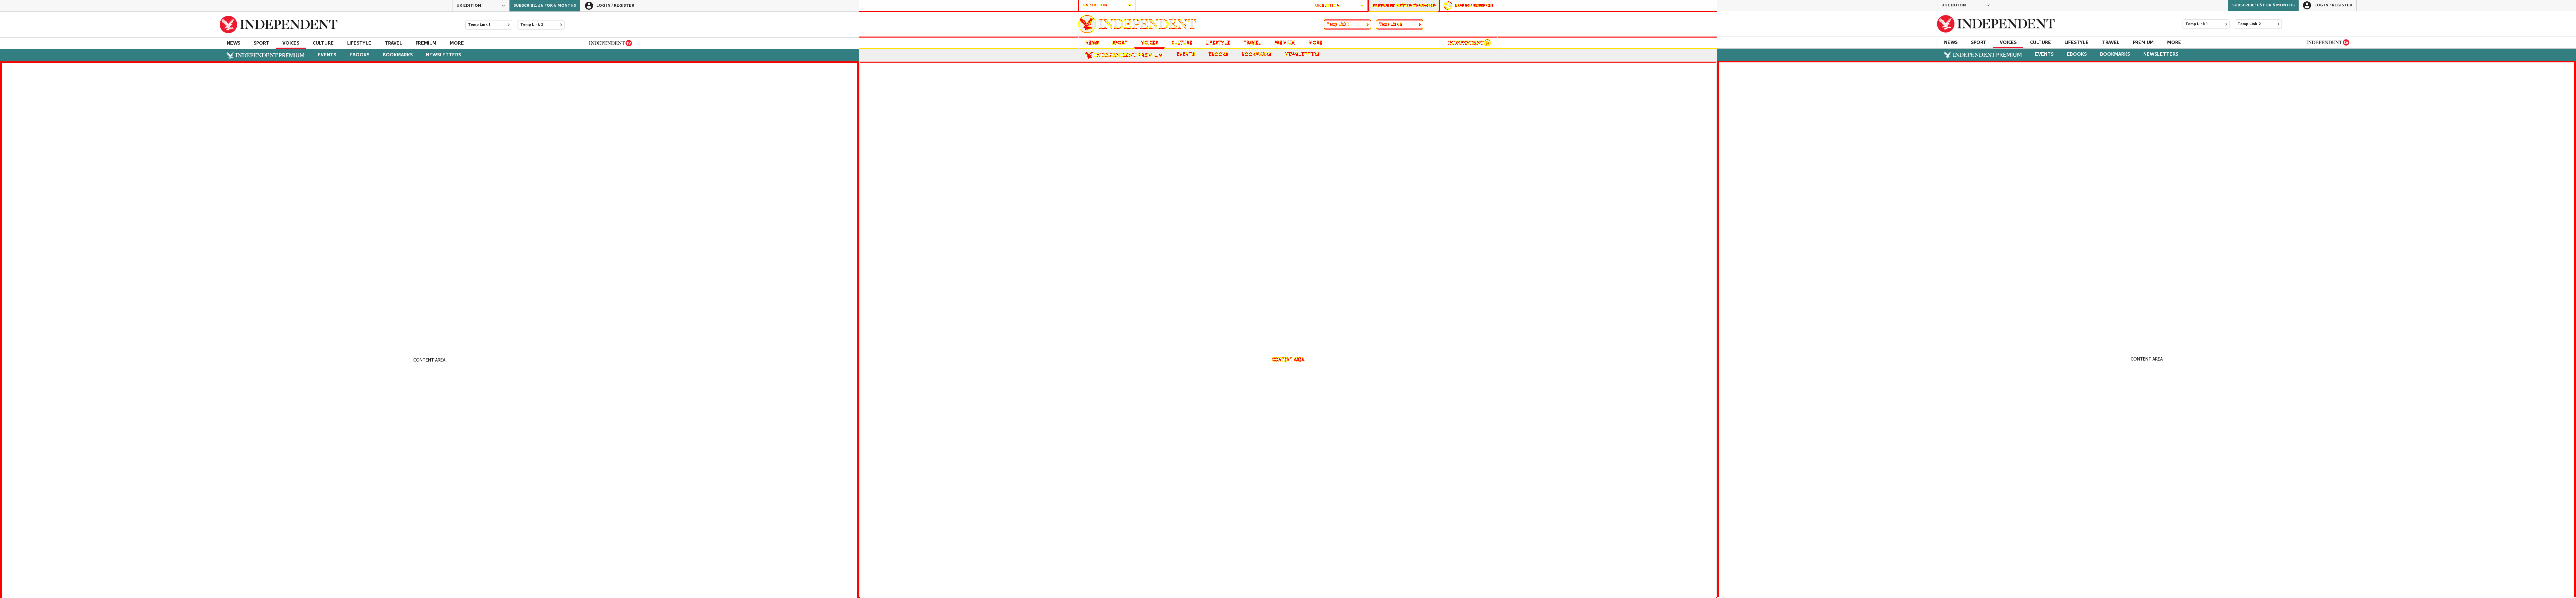 UK EDITION
SUBSCRIBE: £6 FOR 6 MONTHS
LOG IN / REGISTER
INDEPENDENT
Temp Link 1
Temp Link 2
NEWS SPORT VOICES CULTURE LIFESTYLE TRAVEL PREMIUM MORE
INDEPENDENT
INDEPENDENT PREMIUM EVENTS EBOOKS BOOKMARKS NEWSLETTERS
CONTENT AREA
UK EDITION
UK EDITION
LOG IN / REGISTER
INDEPENDENT
Temp Link
Temp Link
NEWS SPORT VOICES CULTURE LIFESTYLE TRAVEL PREMIUM MORE
INDEPENDENT
INDEPENDENT PREMIUM EVENTS EBOOKS BOOKMARKS NEWSLETTERS
CONTENT AREA
UK EDITION
SUBSCRIBE: £6 FOR 6 MONTHS
LOG IN / REGISTER
INDEPENDENT
Temp Link 1
Temp Link 2
NEWS SPORT VOICES CULTURE LIFESTYLE TRAVEL PREMIUM MORE
INDEPENDENT
INDEPENDENT PREMIUM EVENTS EBOOKS BOOKMARKS NEWSLETTERS
CONTENT AREA